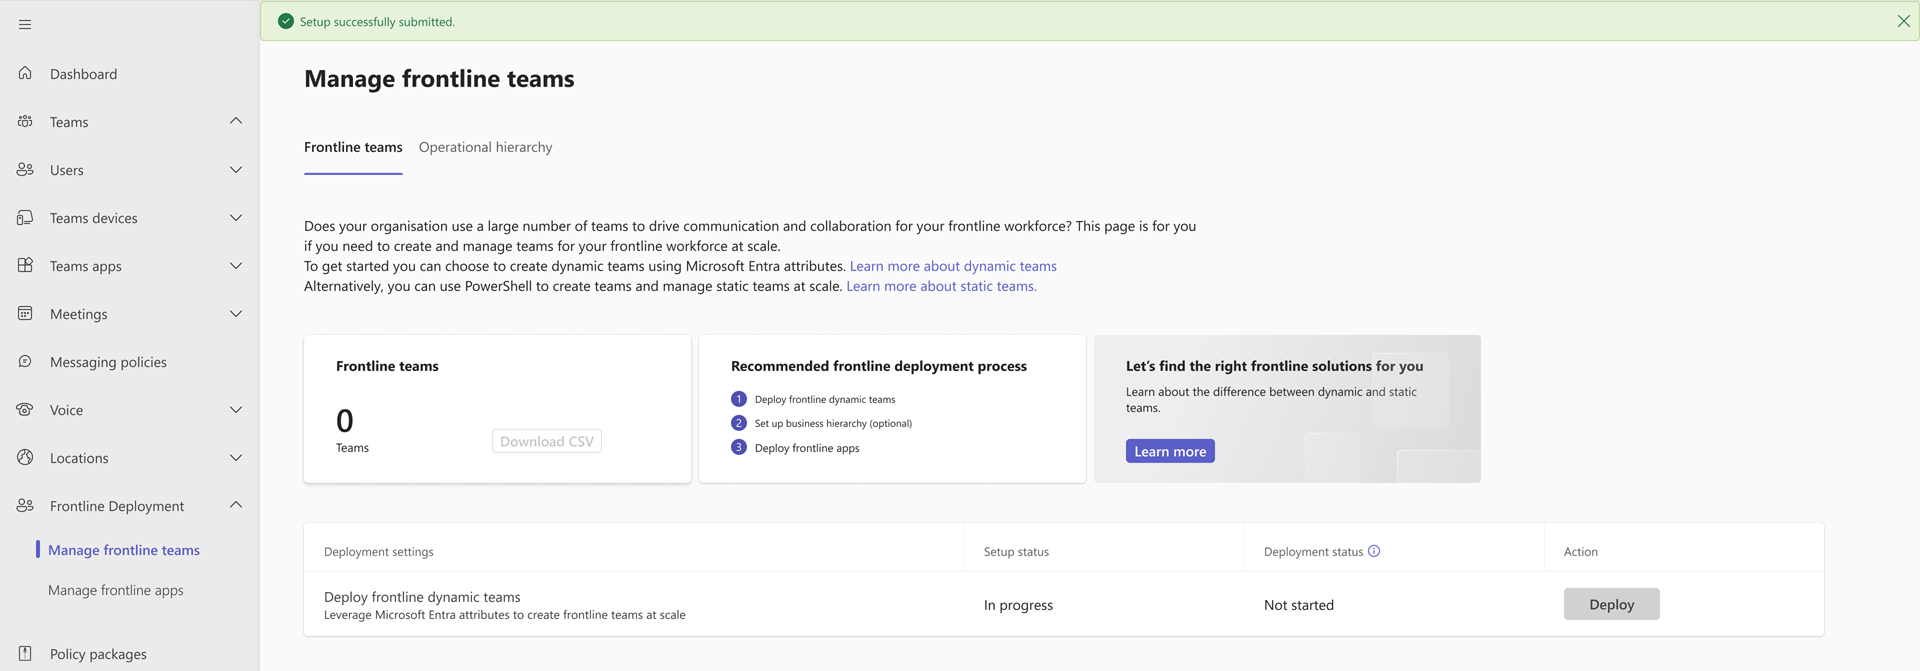 Setup successfully submitted.
Dashboard
Teams
Users
Teams devices
Teams apps
Meetings
Messaging policies
Voice
Locations
Frontline Deployment
Manage frontline teams
Manage frontline apps
Policy packages
Manage frontline teams
Frontline teams
Operational hierarchy
Does your organisation use a large number of teams to drive communication and collaboration for your frontline workforce? This page is for you
if you need to create and manage teams for your frontline workforce at scale.
To get started you can choose to create dynamic teams using Microsoft Entra attributes. Learn more about dynamic teams
Alternatively, you can use PowerShell to create teams and manage static teams at scale. Learn more about static teams.
Frontline teams
0
Teams
Download CSV
Recommended frontline deployment process
1 Deploy frontline dynamic teams
2 Set up business hierarchy (optional)
3 Deploy frontline apps
Let’s find the right frontline solutions for you
Learn about the difference between dynamic and static
teams.
Learn more
Deployment settings
Setup status
Deployment status
Action
Deploy frontline dynamic teams
Leverage Microsoft Entra attributes to create frontline teams at scale
In progress
Not started
Deploy